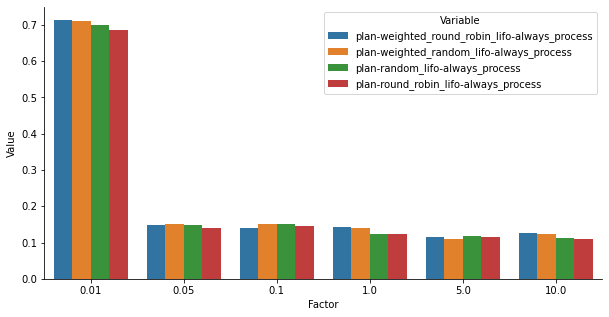 Variable
plan-weighted_round_robin_lifo-always_process
plan-weighted_random_lifo-always_process
plan-random_lifo-always_process
plan-round_robin_lifo-always_process
Value
0.7
0.6
0.5
0.4
0.3
0.2
0.1
0.0
0.01 0.05 0.1 1.0 5.0 10.0
Factor